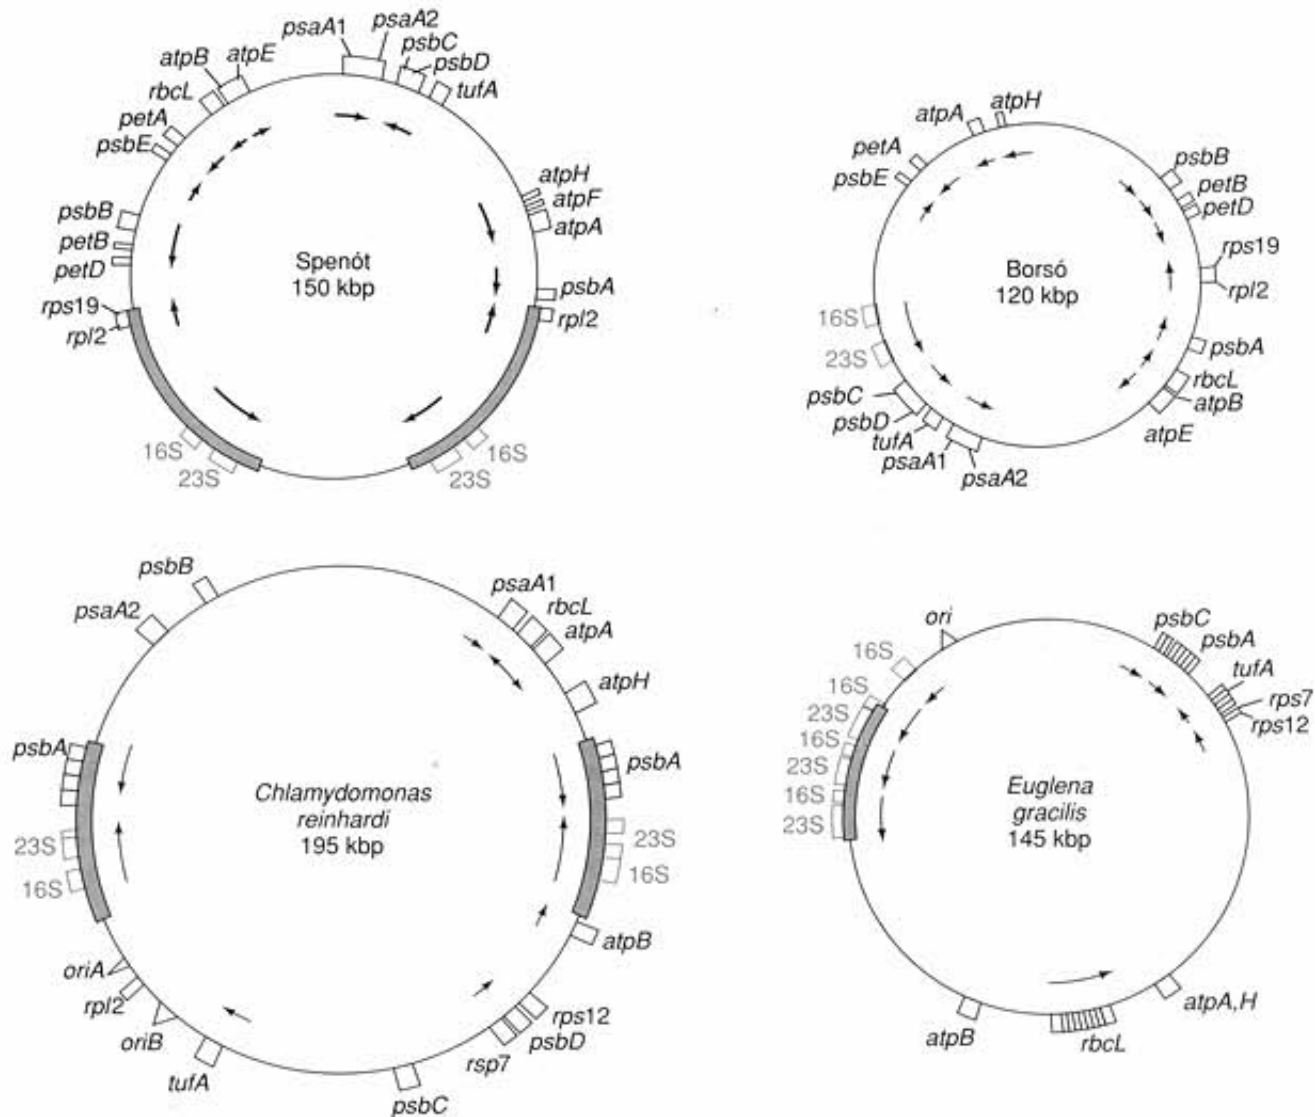 psaA1
psaA2
psbC
psbD
tufA
atpE
atpB
rbcL
petA
psbE
psbB
petB
petD
rps19
rpl2
atpH
atpF
atpA
psbA
rpl2
Spenót
150 kbp
16S
23S
16S
23S
atpA
atpH
petA
psbE
psbB
petB
petD
rps19
rpl2
psbA
rbcL
atpB
atpE
Borsó
120 kbp
16S
23S
psbC
psbD
tufA
psaA1
psaA2
psbB
psaA2
psaA1
rbcL
atpA
atpH
psbA
psbA
Chlamydomonas
reinhardi
195 kbp
23S
16S
23S
16S
atpB
oriA
rpl2
oriB
tufA
psbC
rsp7
psbD
rps12
ori
16S
16S
23S
16S
23S
16S
23S
psbC
psbA
tufA
rps7
rps12
Euglena
gracilis
145 kbp
atpB
rbcL
atpA,H